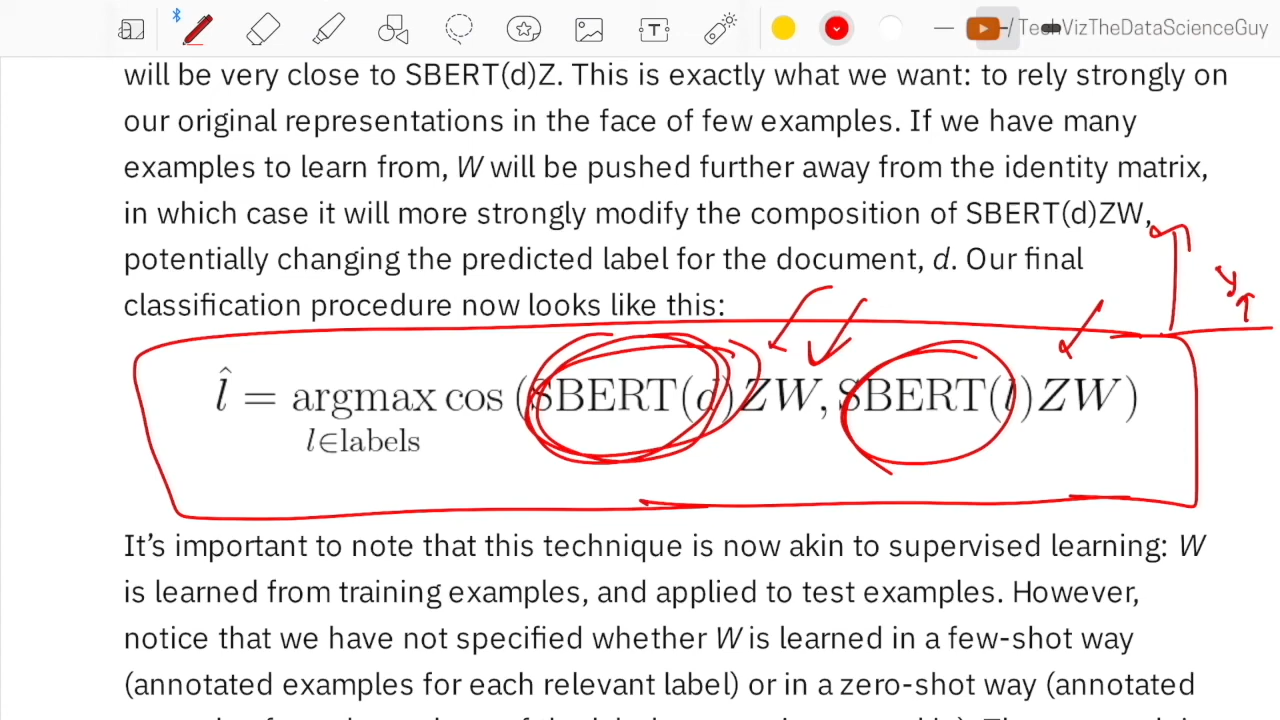 / TechVizTheDataScienceGuy
will be very close to SBERT(d)Z. This is exactly what we want: to rely strongly on
our original representations in the face of few examples. If we have many
examples to learn from, W will be pushed further away from the identity matrix,
in which case it will more strongly modify the composition of SBERT(d)ZW,
potentially changing the predicted label for the document, d. Our final
classification procedure now looks like this:
l̂ = argmax cos (SBERT(d)ZW, SBERT(l)ZW)
l∈labels
It’s important to note that this technique is now akin to supervised learning: W
is learned from training examples, and applied to test examples. However,
notice that we have not specified whether W is learned in a few-shot way
(annotated examples for each relevant label) or in a zero-shot way (annotated